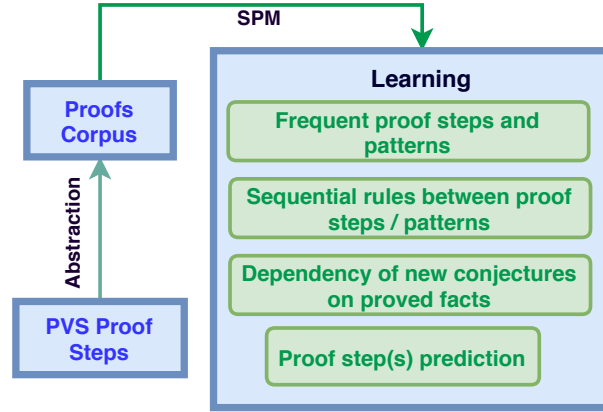 SPM
Proofs
Corpus
Abstraction
PVS Proof
Steps
Learning
Frequent proof steps and
patterns
Sequential rules between proof
steps / patterns
Dependency of new conjectures
on proved facts
Proof step(s) prediction